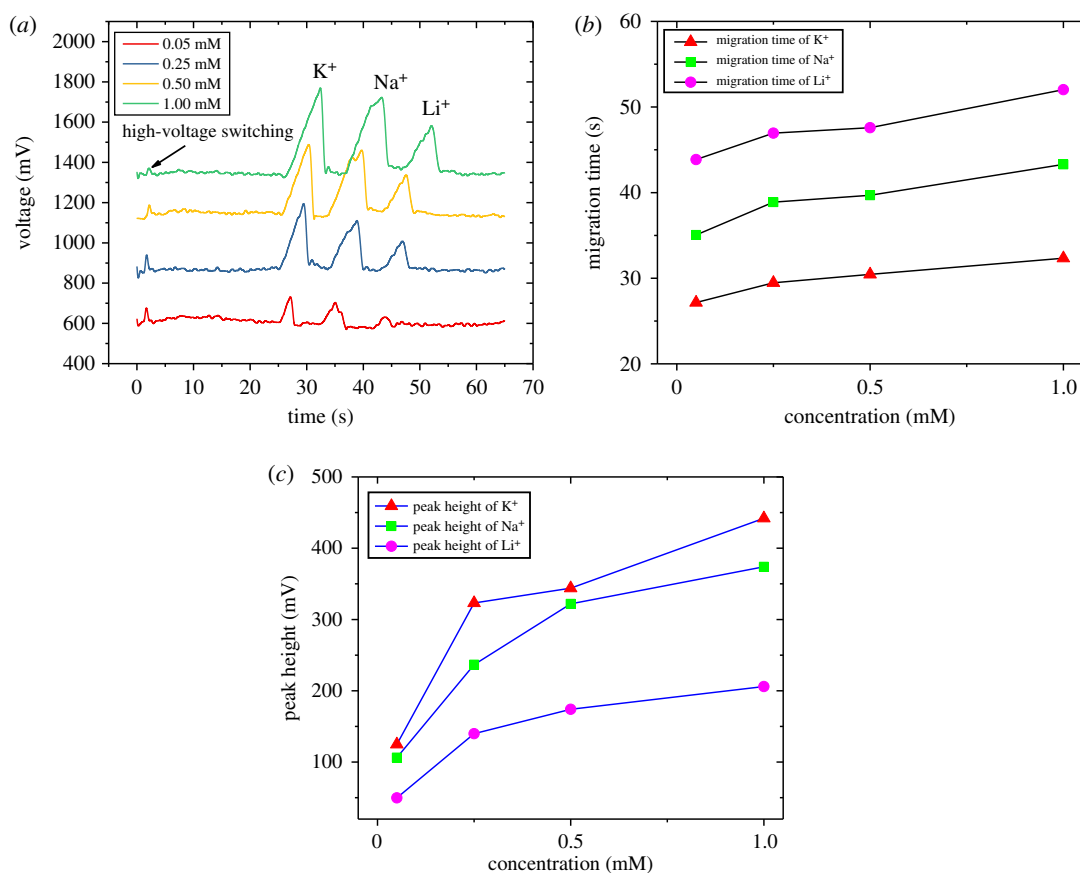 (a)
2000
1800
1600
1400
1200
1000
800
600
400
voltage (mV)
0.05 mM
0.25 mM
0.50 mM
1.00 mM
high-voltage switching
K+
Na+
Li+
0 10 20 30 40 50 60 70
time (s)
(b)
60
50
40
30
20
migration time (s)
migration time of K+
migration time of Na+
migration time of Li+
0 0.5 1.0
concentration (mM)
(c)
500
400
300
200
100
peak height (mV)
peak height of K+
peak height of Na+
peak height of Li+
0 0.5 1.0
concentration (mM)